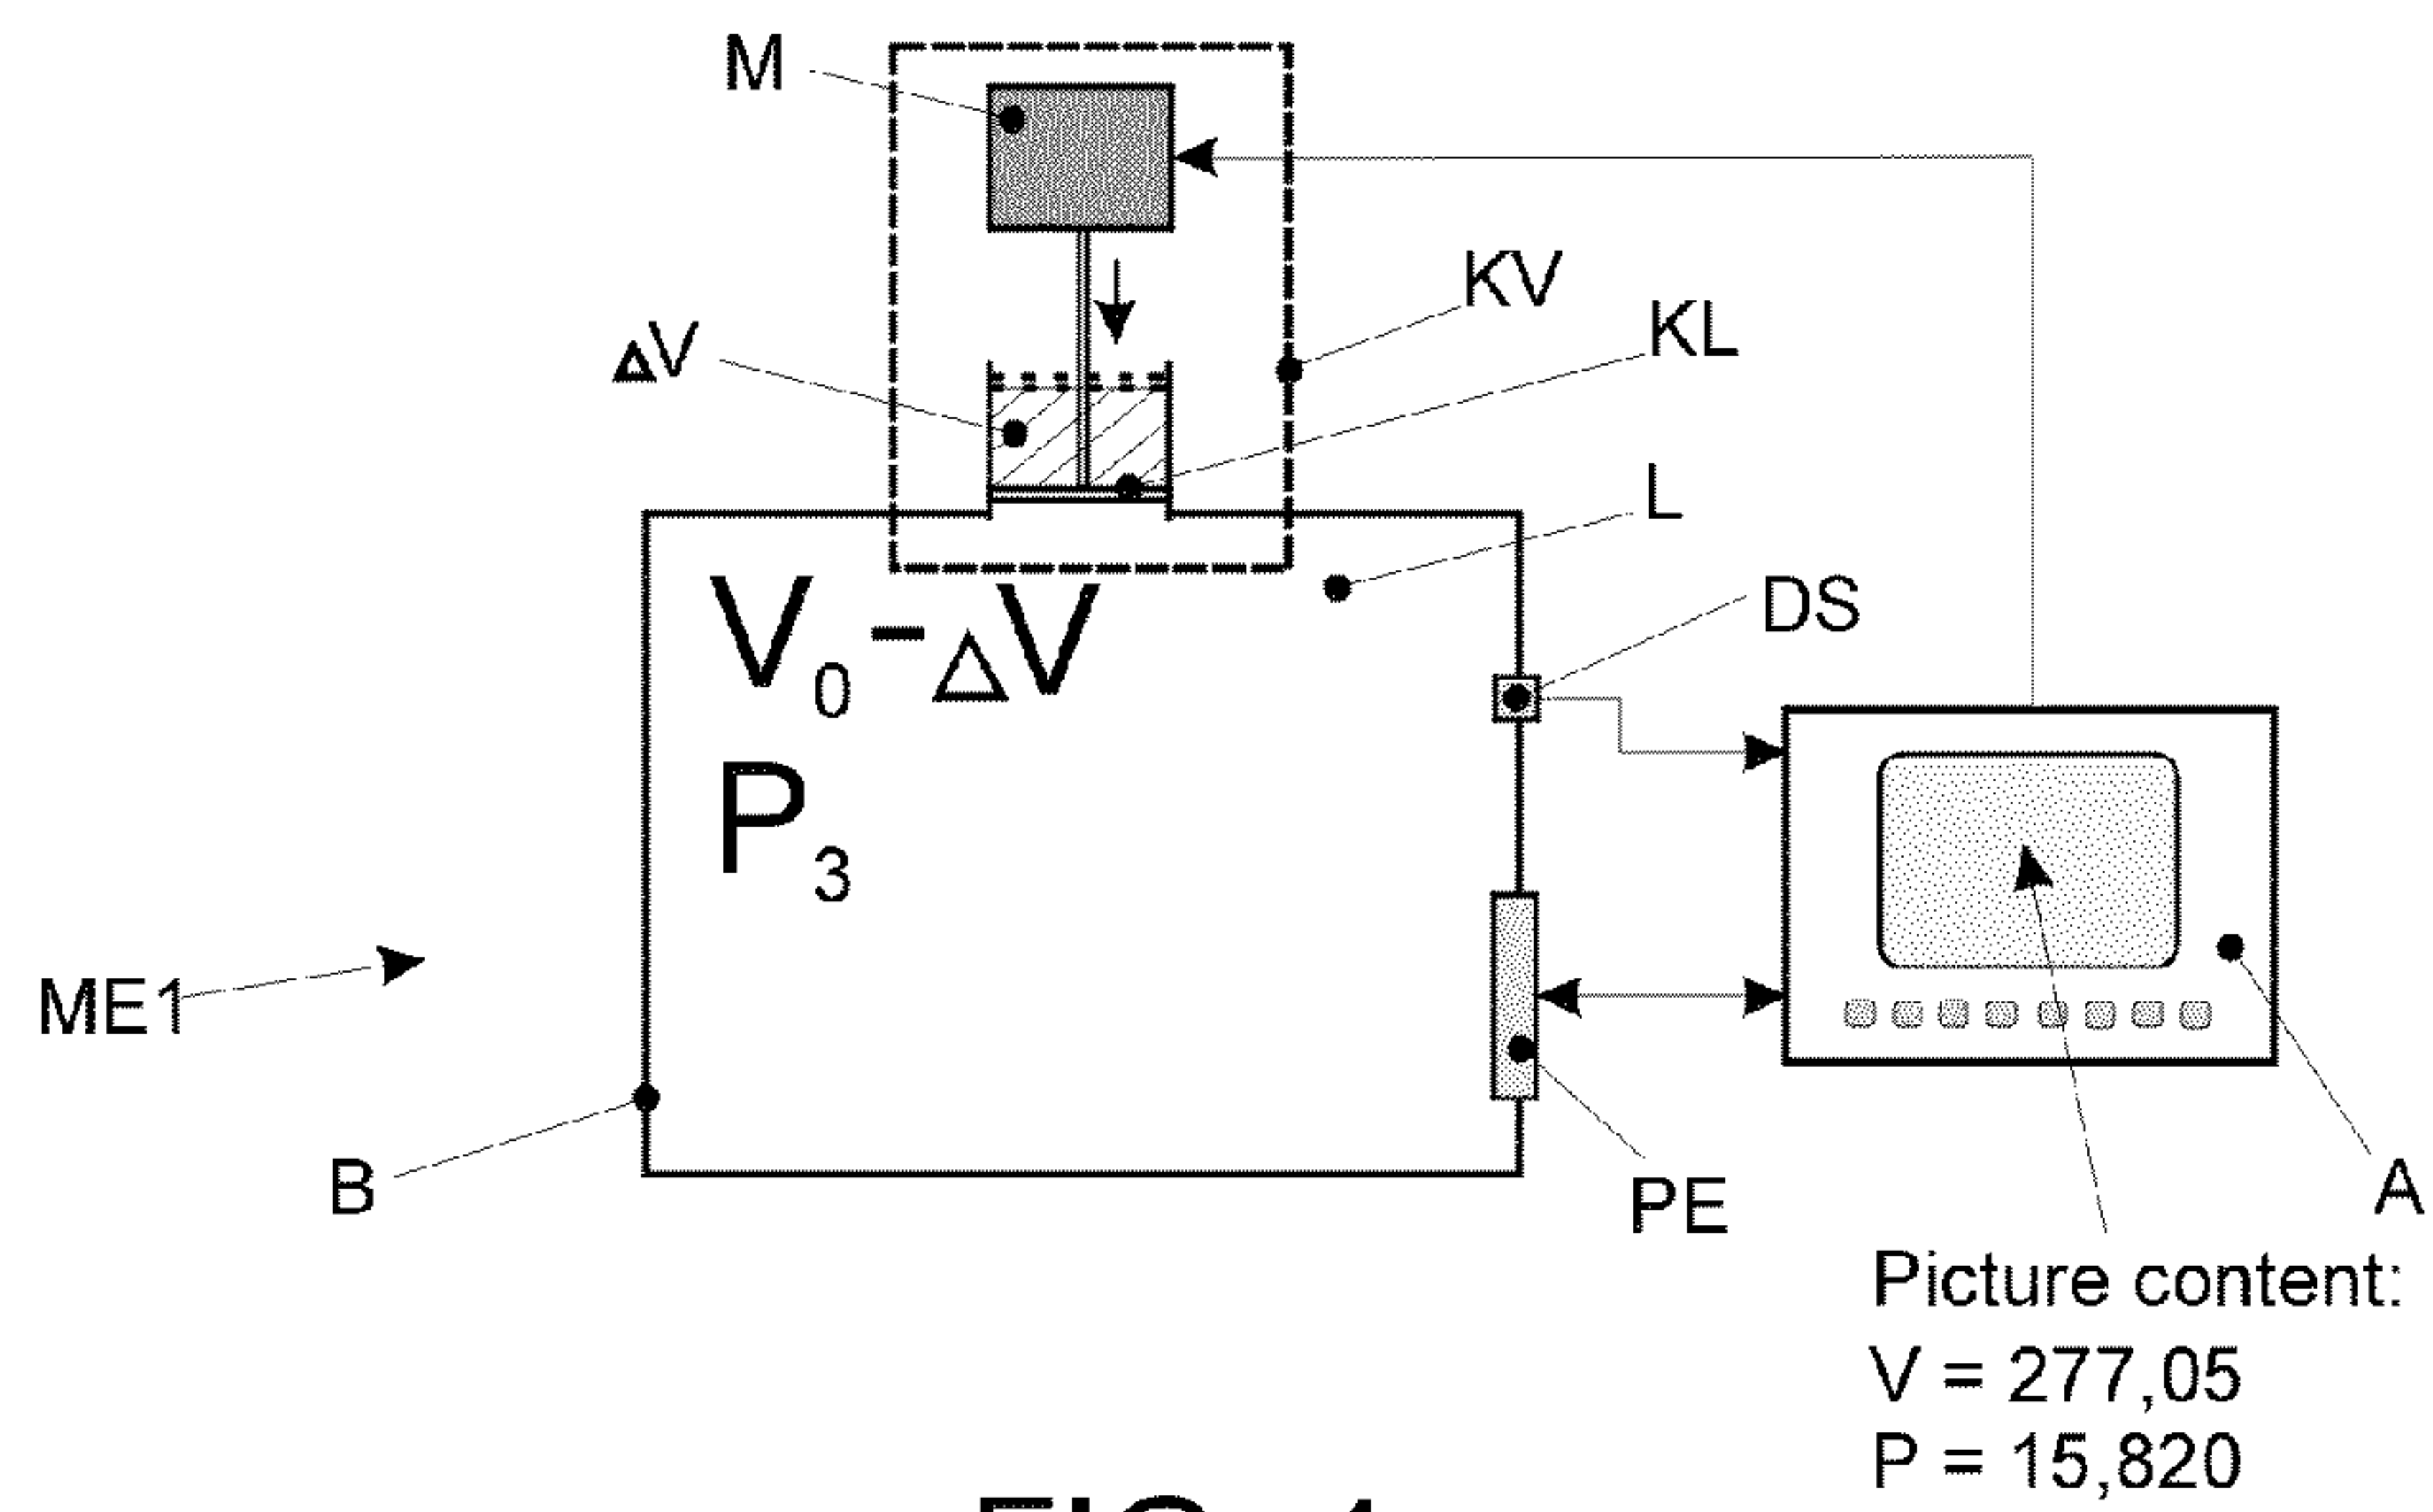 M
KV
KL
ΔV
L
DS
V₀-ΔV
P₃
ME1
B
PE
A
Picture content:
V = 277,05
P = 15,820